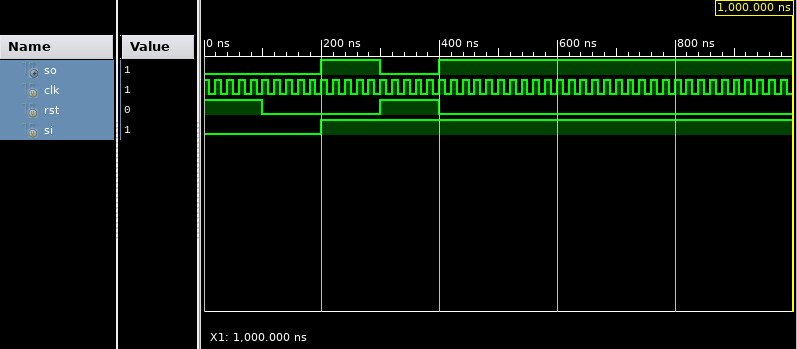 1,000.000 ns
Name Value
0 ns 200 ns 400 ns 600 ns 800 ns
so 1
clk 1
rst 0
si 1
X1: 1,000.000 ns